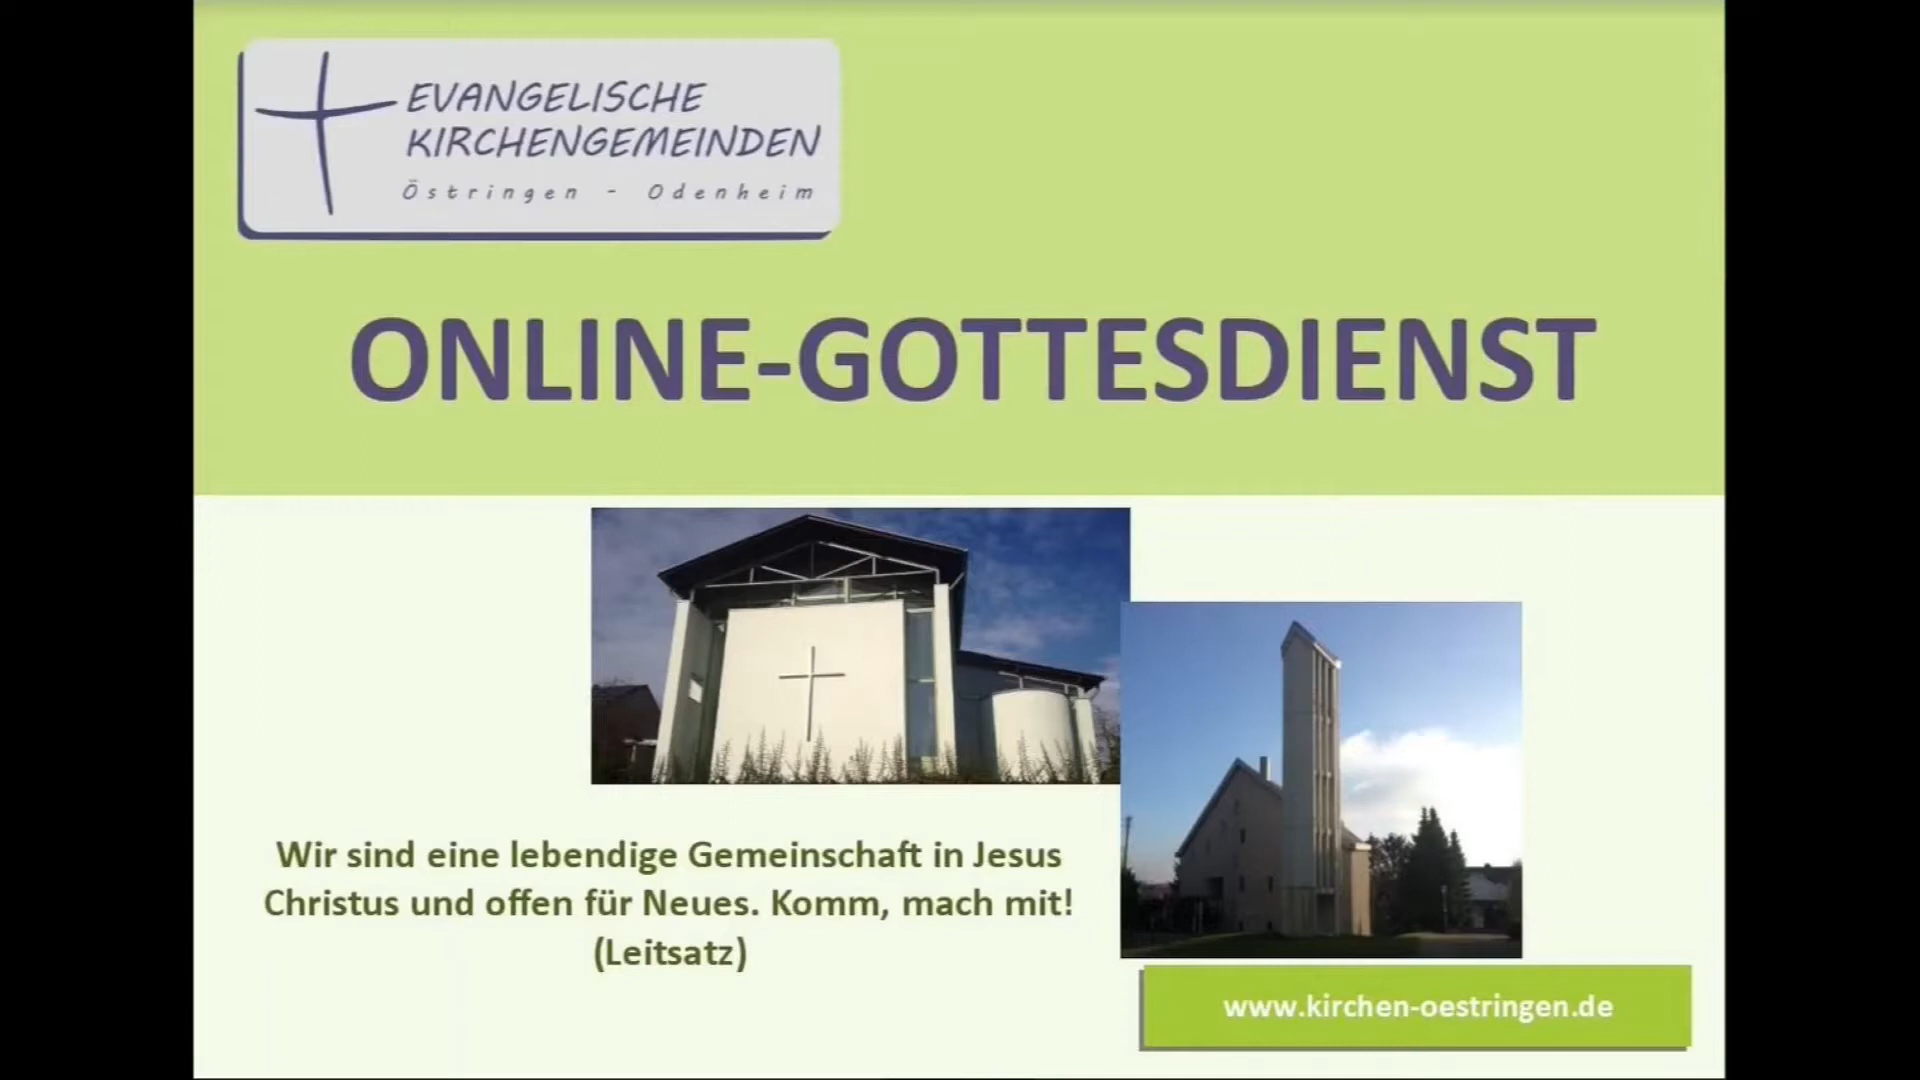 EVANGELISCHE
KIRCHENGEMEINDEN
Östringen - Odenheim
ONLINE-GOTTESDIENST
Wir sind eine lebendige Gemeinschaft in Jesus
Christus und offen für Neues. Komm, mach mit!
(Leitsatz)
www.kirchen-oestringen.de